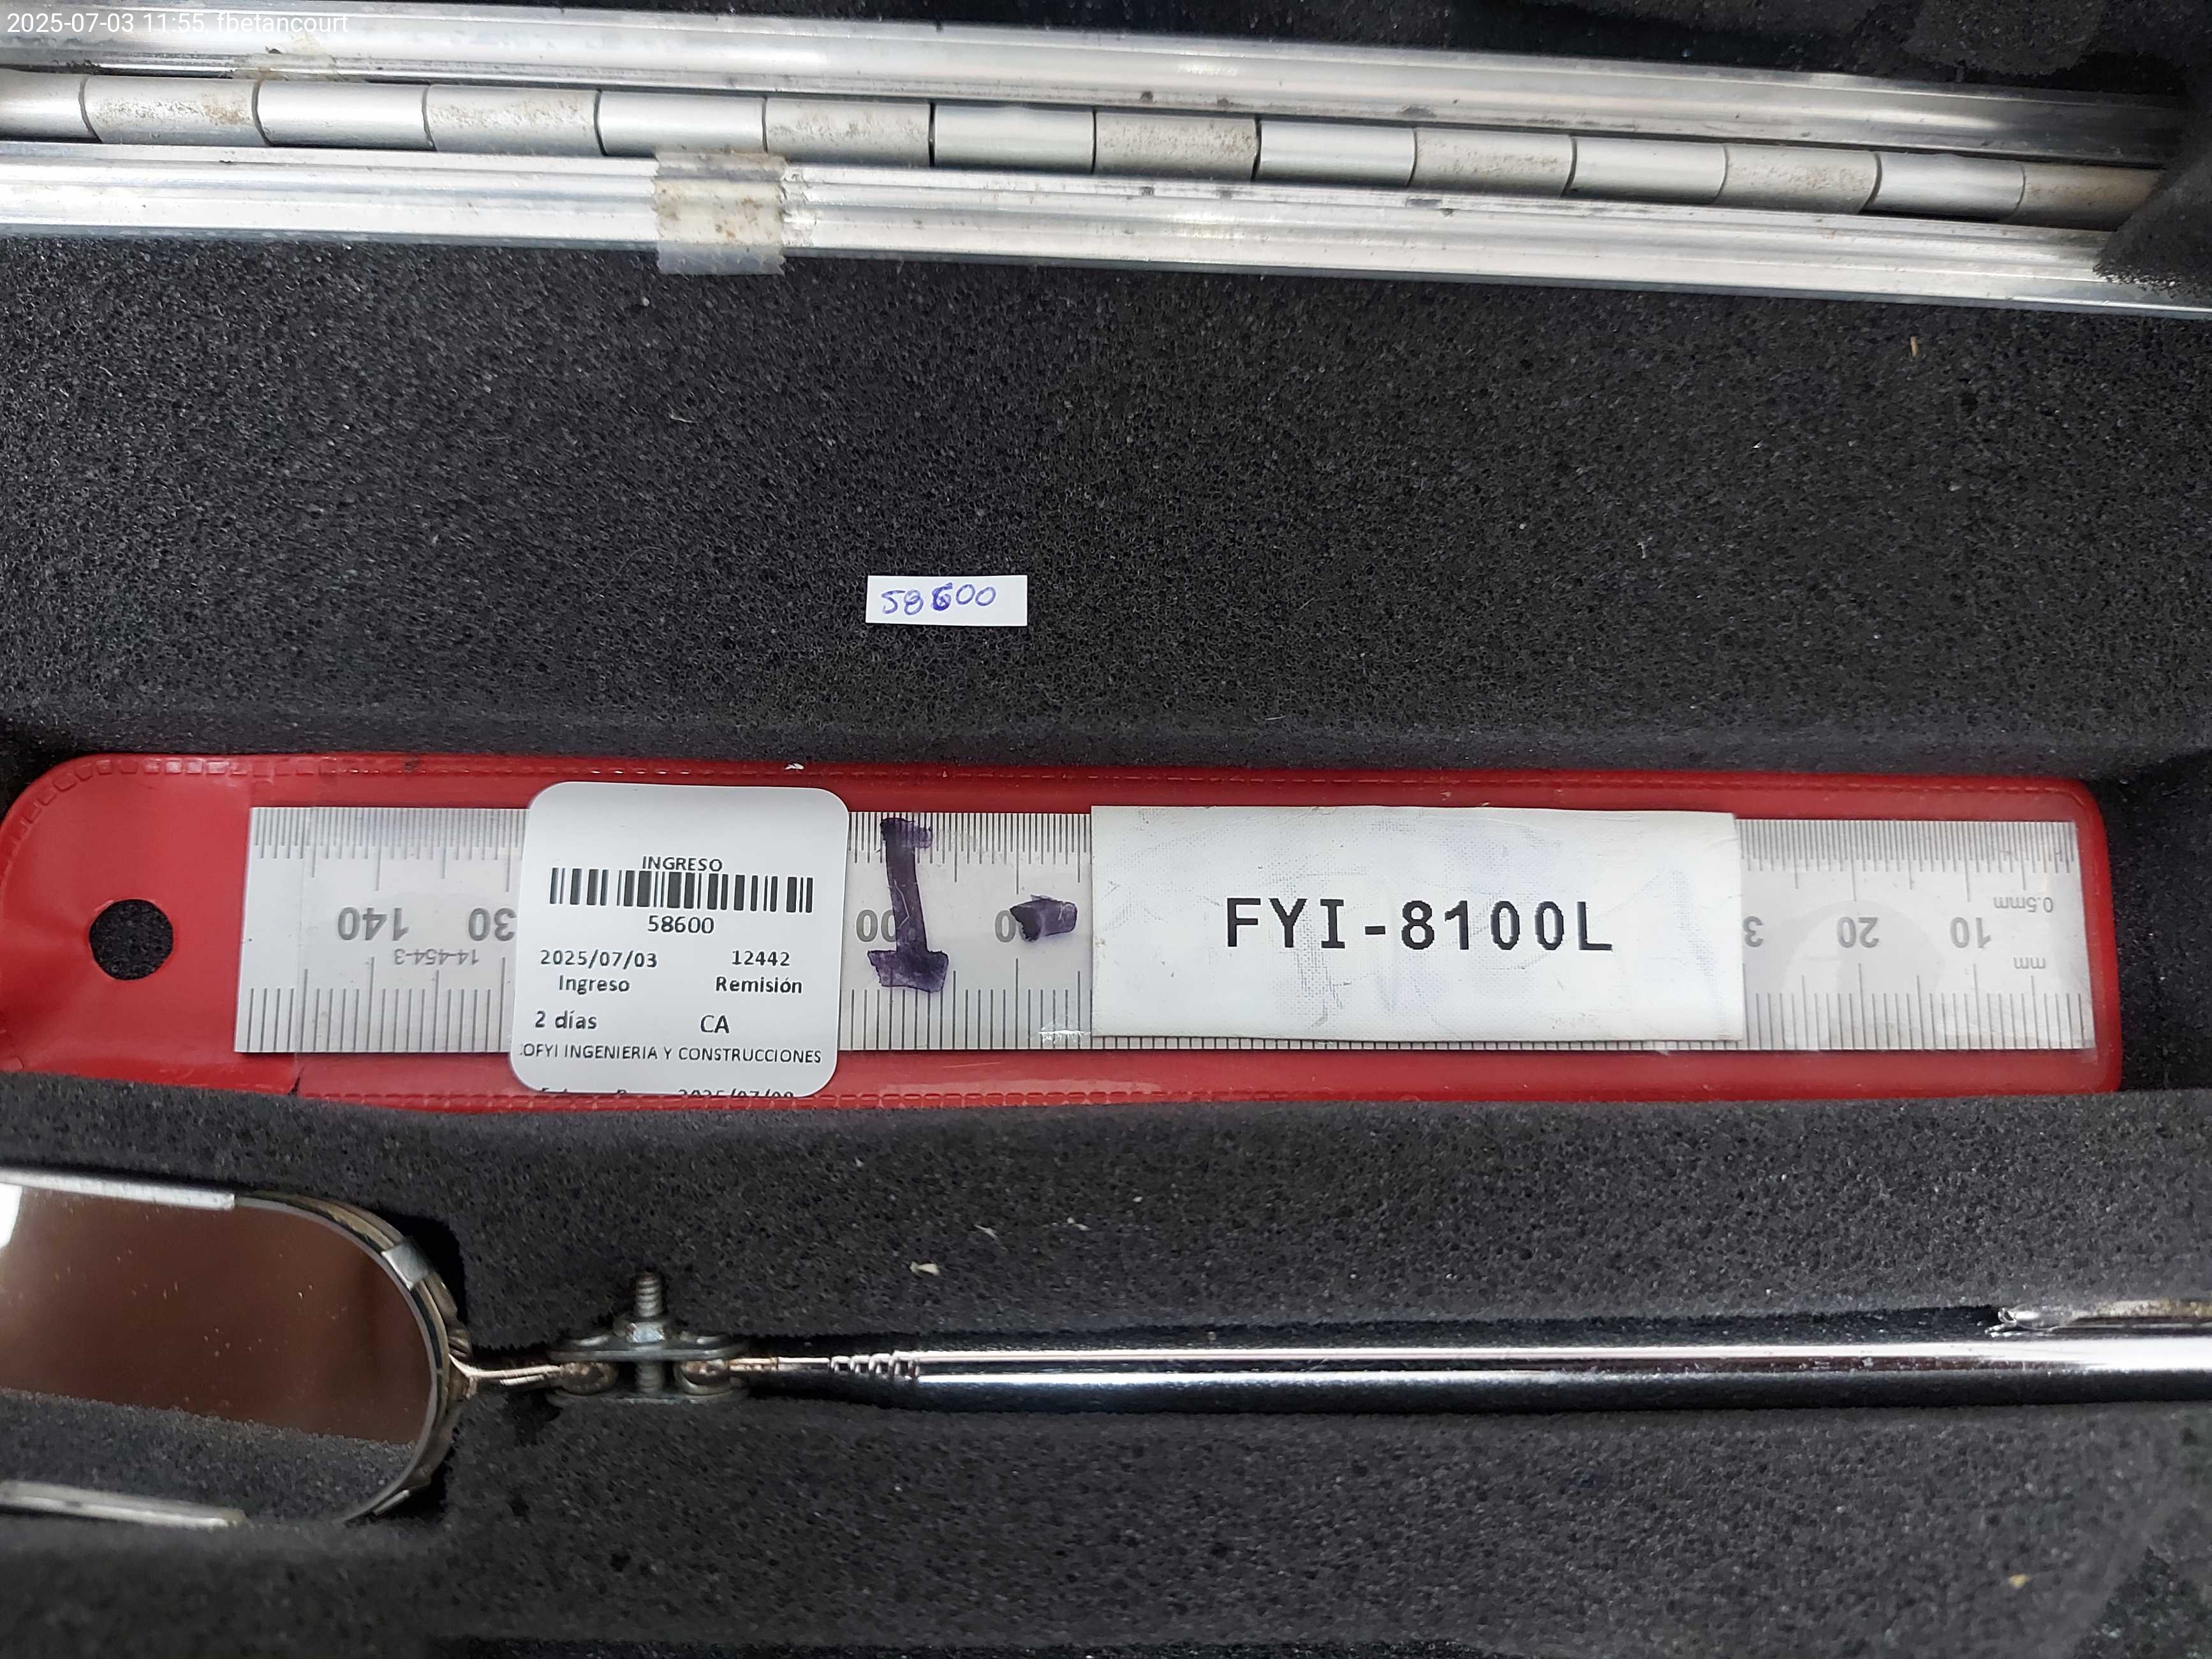 2025-07-03 11:55, fbetancourt
58600
INGRESO
58600
2025/07/03 12442
Ingreso Remisión
2 días CA
OFYI INGENIERIA Y CONSTRUCCIONES
FYI-8100L
0.5mm
10 20 3
mm
30 140
14-454-3